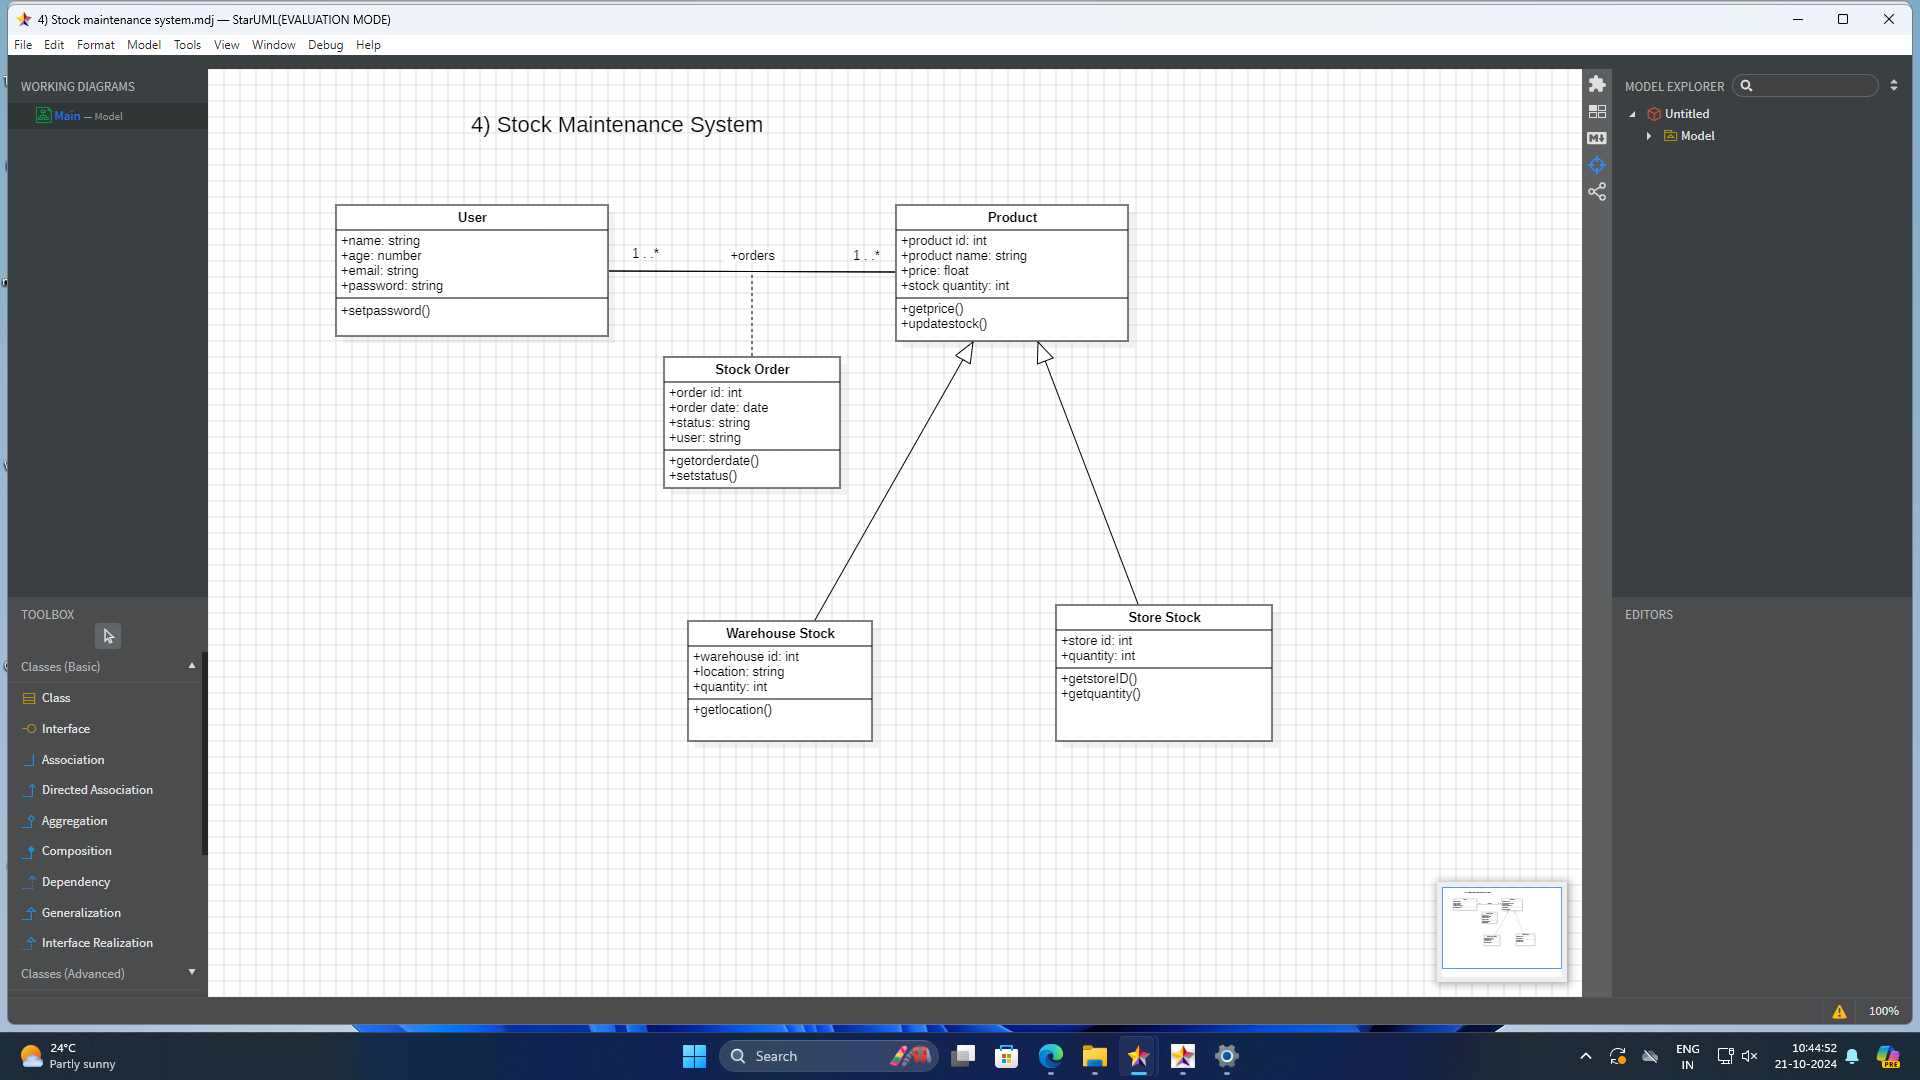 4) Stock maintenance system.mdj — StarUML(EVALUATION MODE)
File Edit Format Model Tools View Window Debug Help
WORKING DIAGRAMS
Main — Model
4) Stock Maintenance System
User
+name: string
+age: number
+email: string
+password: string
+setpassword()
1 . .*
+orders
1 . .*
Product
+product id: int
+product name: string
+price: float
+stock quantity: int
+getprice()
+updatestock()
Stock Order
+order id: int
+order date: date
+status: string
+user: string
+getorderdate()
+setstatus()
Warehouse Stock
+warehouse id: int
+location: string
+quantity: int
+getlocation()
Store Stock
+store id: int
+quantity: int
+getstoreID()
+getquantity()
TOOLBOX
Classes (Basic)
Class
Interface
Association
Directed Association
Aggregation
Composition
Dependency
Generalization
Interface Realization
Classes (Advanced)
MODEL EXPLORER
Untitled
Model
EDITORS
100%
24°C
Partly sunny
Search
ENG
IN
10:44:52
21-10-2024
PRE